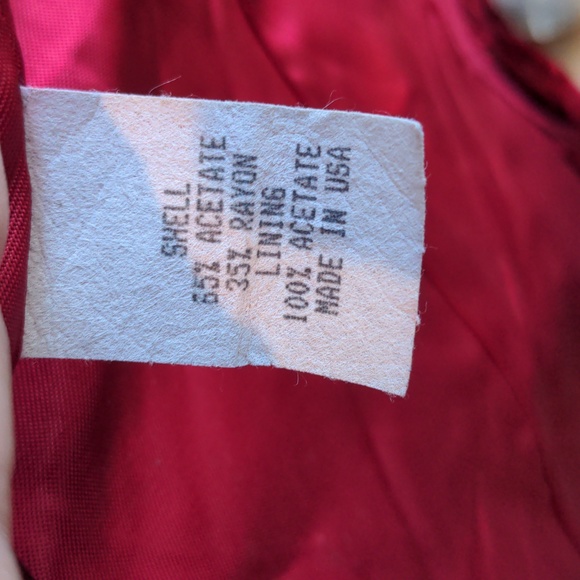 SHELL
65% ACETATE
35% RAYON
LINING
100% ACETATE
MADE IN USA